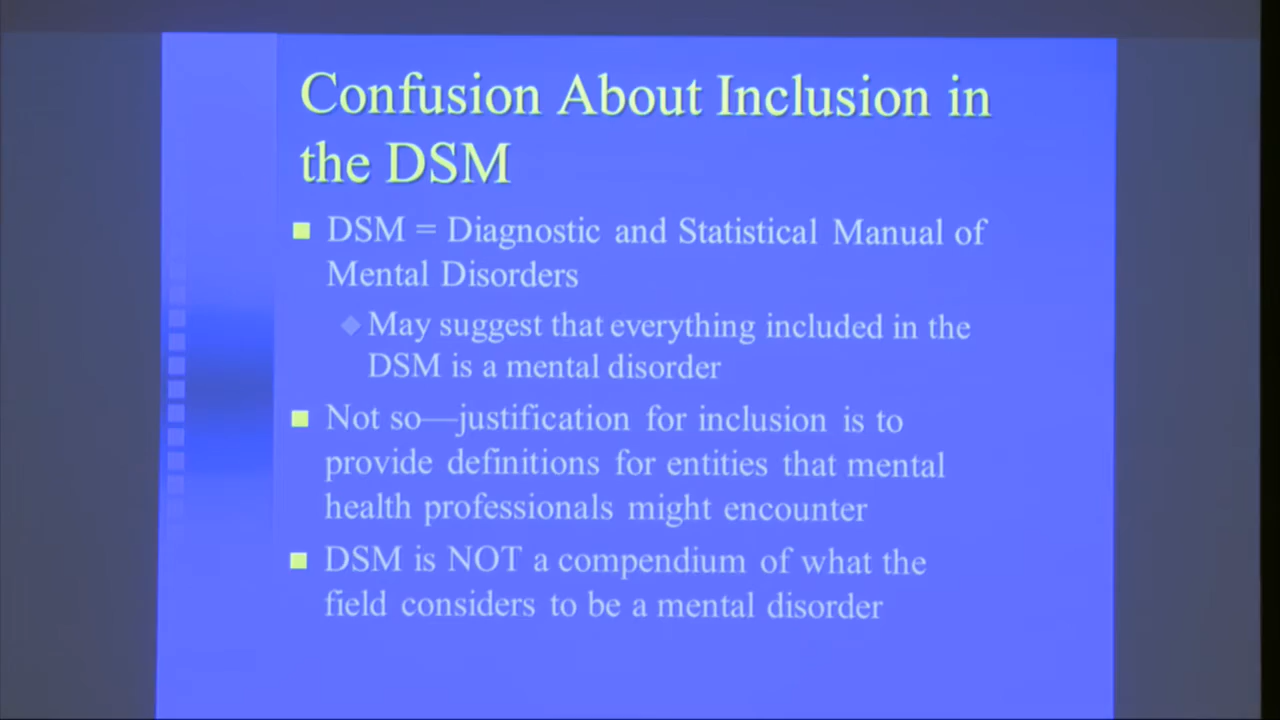 Confusion About Inclusion in
the DSM
DSM = Diagnostic and Statistical Manual of
Mental Disorders
May suggest that everything included in the
DSM is a mental disorder
Not so—justification for inclusion is to
provide definitions for entities that mental
health professionals might encounter
DSM is NOT a compendium of what the
field considers to be a mental disorder